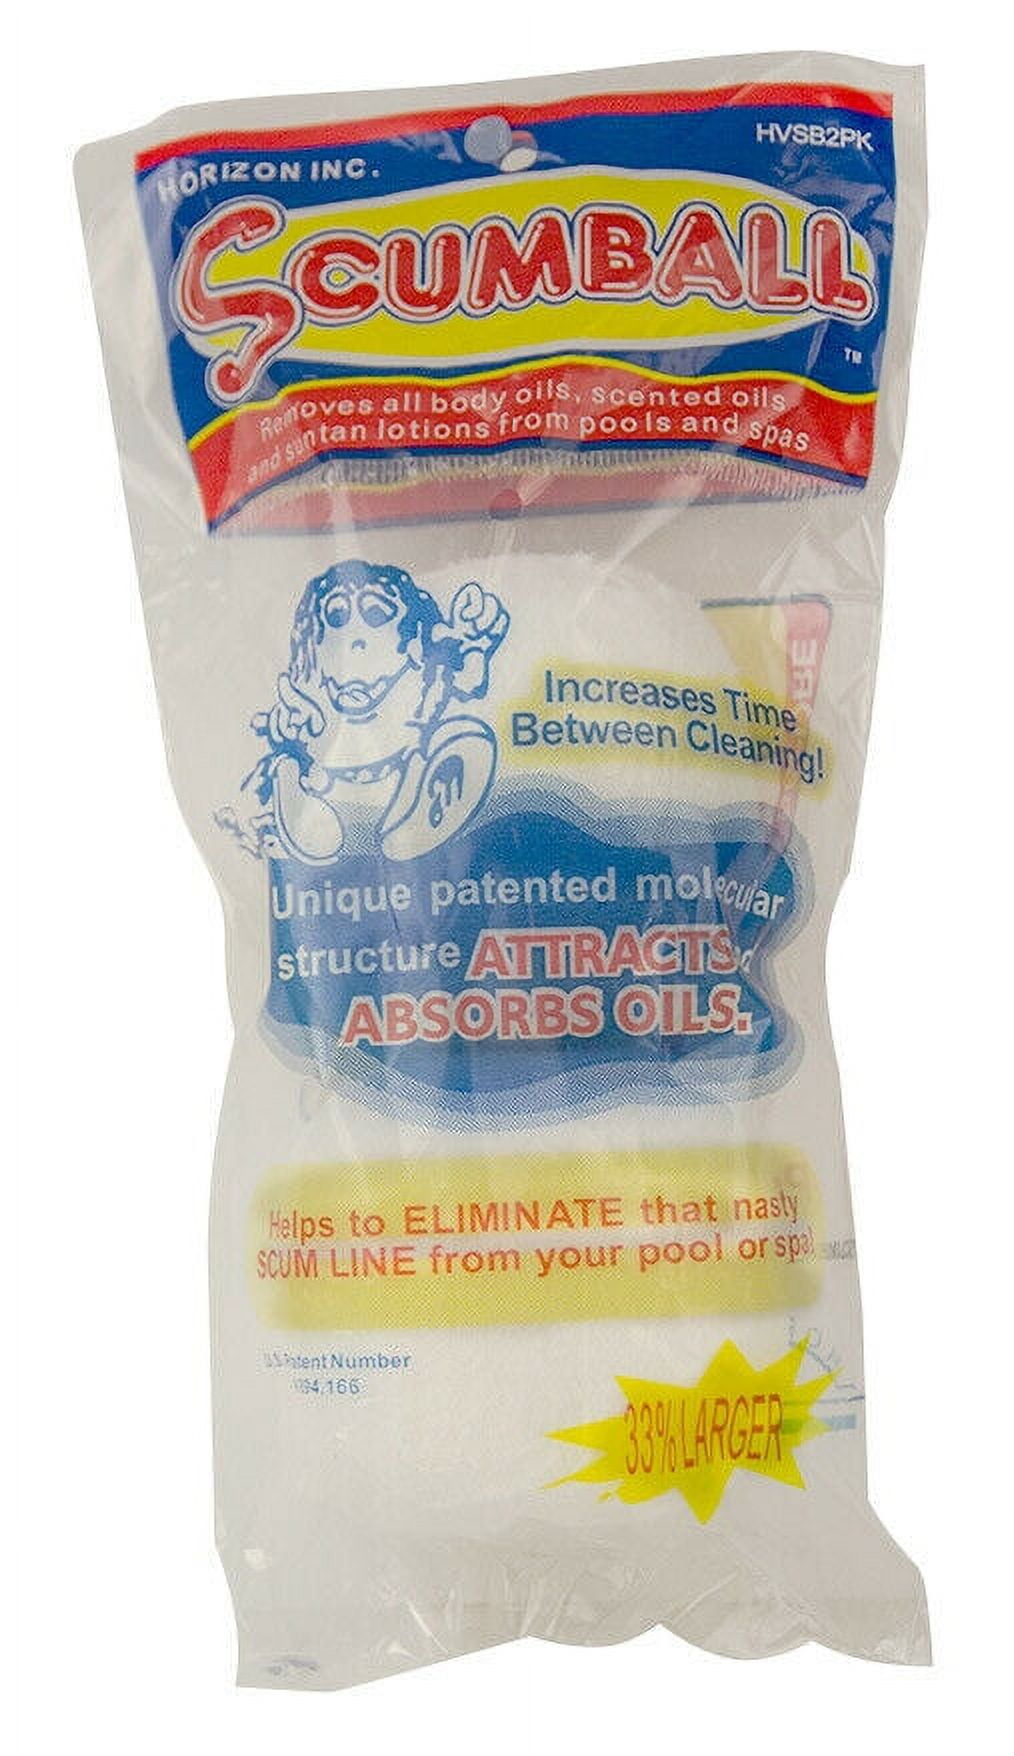 HVSB2PK
HORIZON INC.
SCUMBALL
TM
Removes all body oils, scented oils
and sun tan lotions from pools and spas
Increases Time
Between Cleaning!
Unique patented molecular
structure ATTRACTS
ABSORBS OILS.
Helps to ELIMINATE that nasty
SCUM LINE from your pool or spa!
U.S. Patent Number
33% LARGER